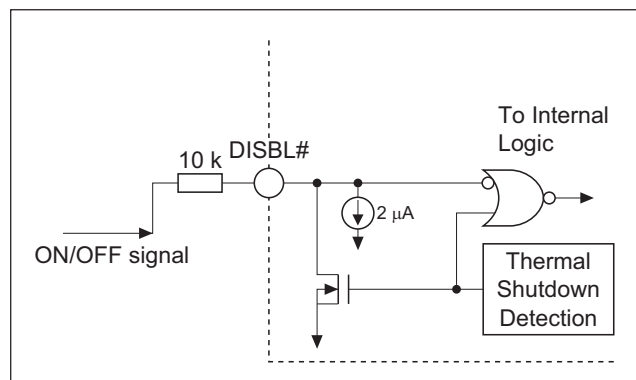 To Internal
Logic
10 k
DISBL#
2 μA
ON/OFF signal
Thermal
Shutdown
Detection